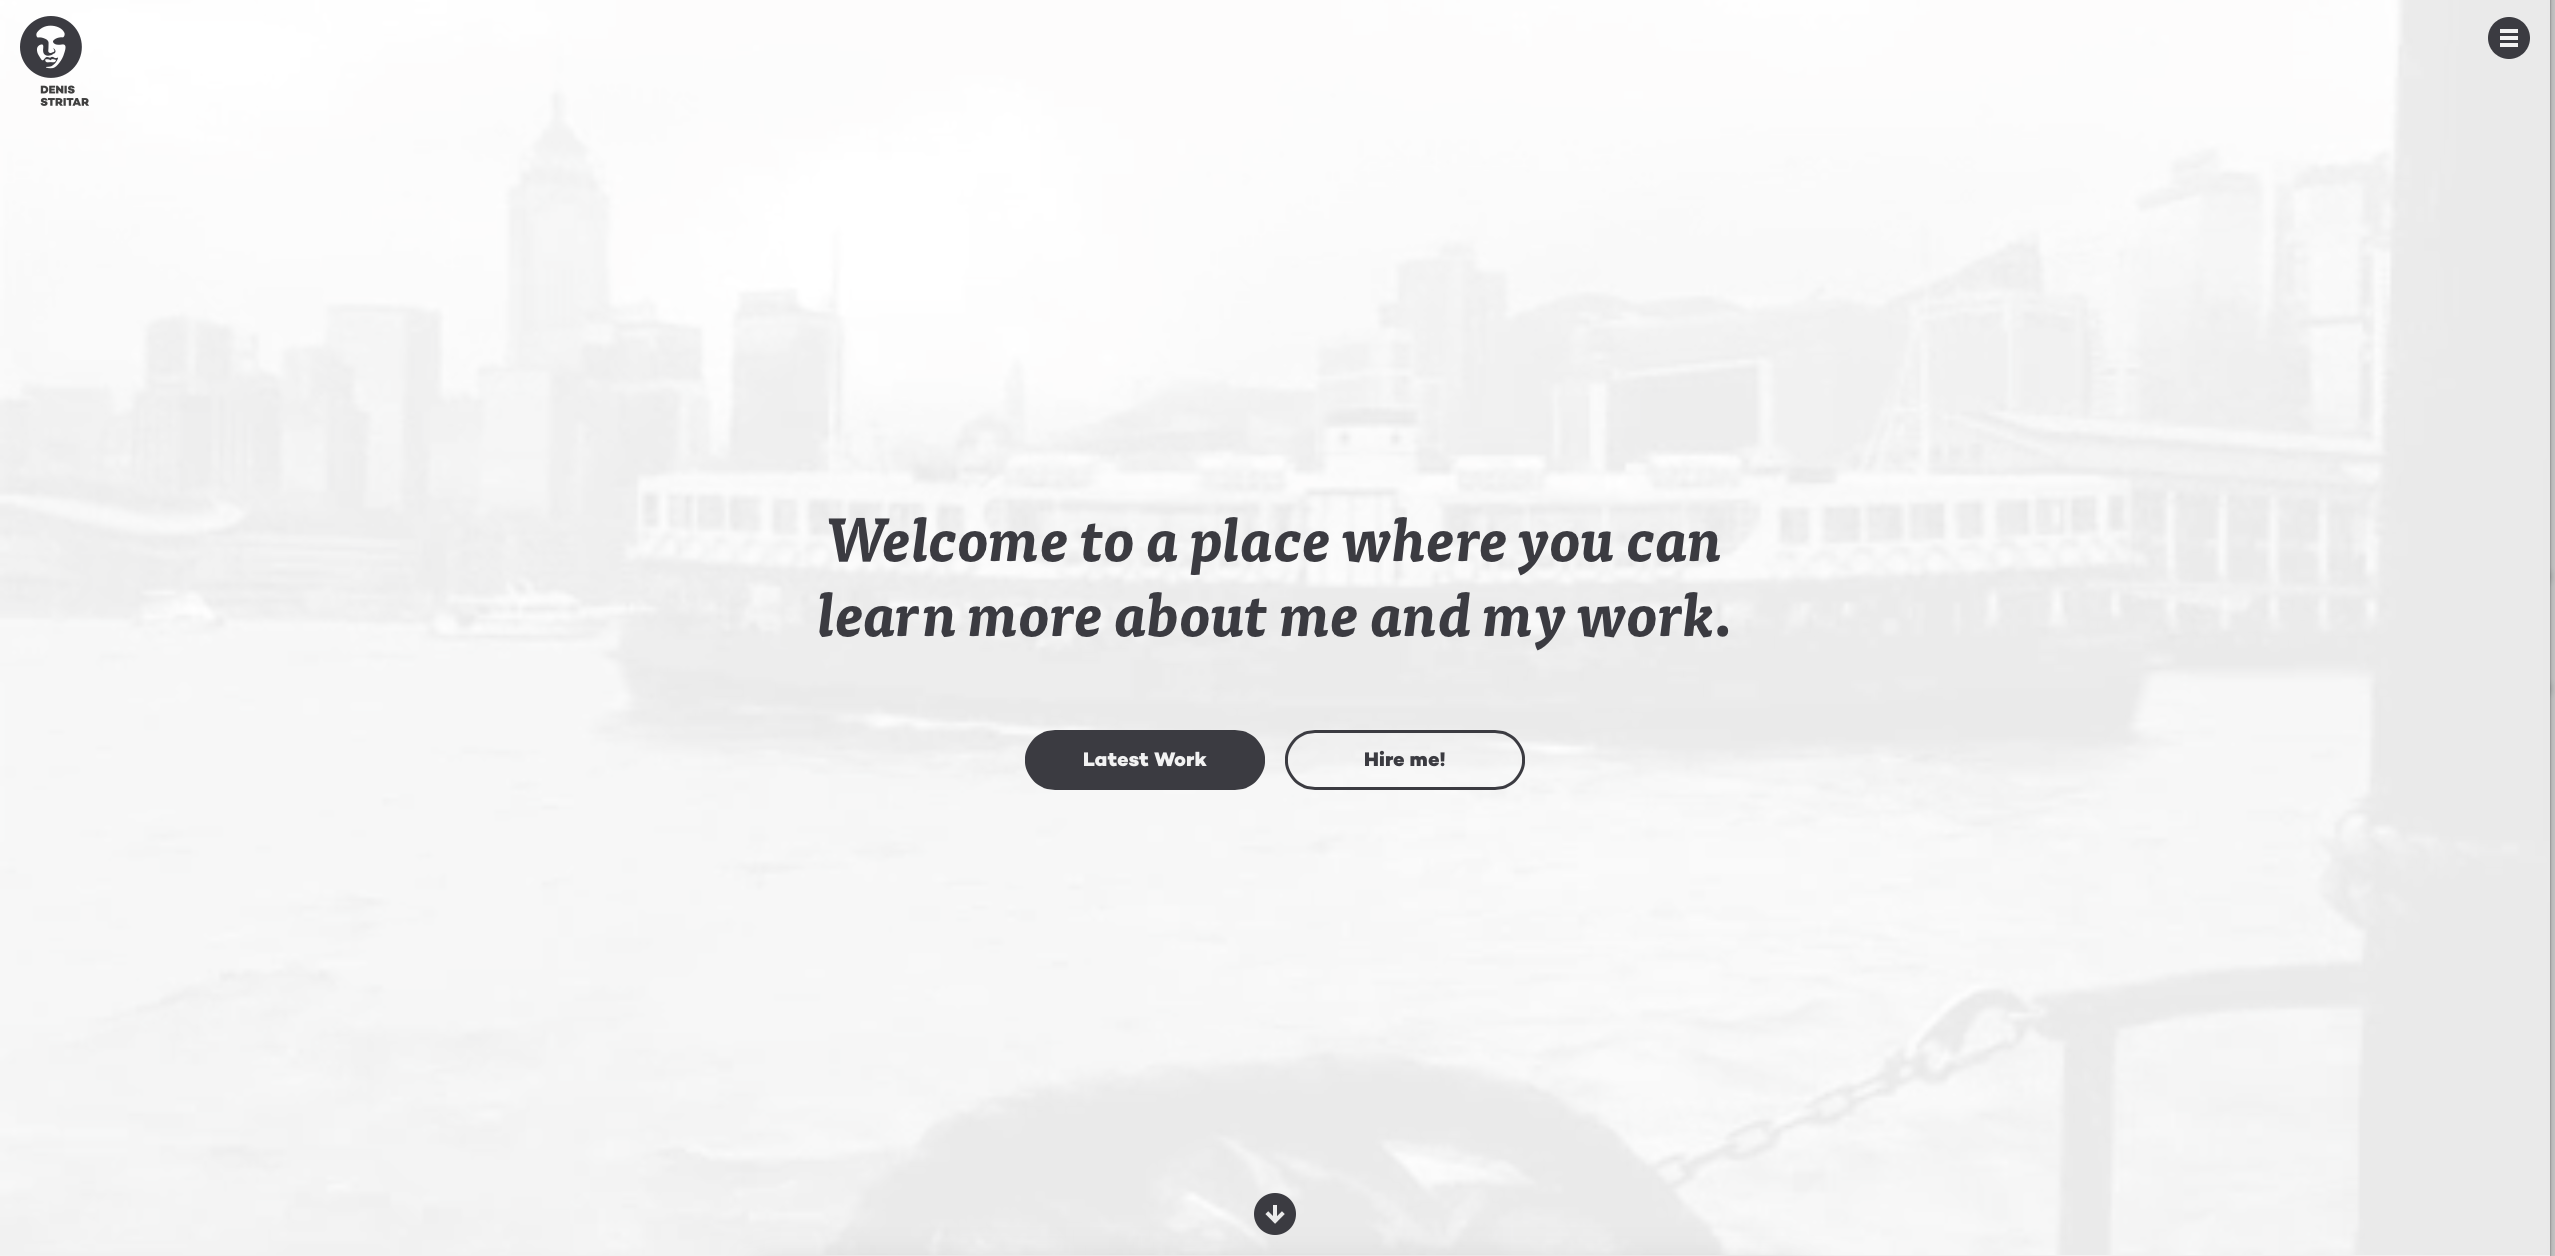 DENIS
STRITAR
Welcome to a place where you can
learn more about me and my work.
Latest Work
Hire me!